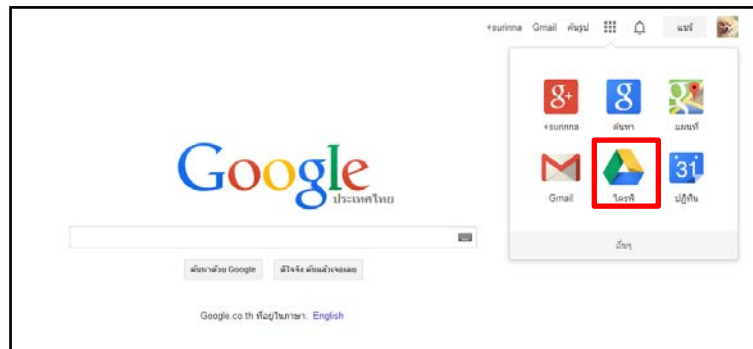 +surinna Gmail ค้นรูป แชร์
+surinna ค้นหา แผนที่
Gmail ไดรฟ์ ปฏิทิน
อื่นๆ
Google
ประเทศไทย
ค้นหาด้วย Google ดีใจจัง ค้นแล้วเจอเลย
Google.co.th ที่อยู่ในภาษา: English